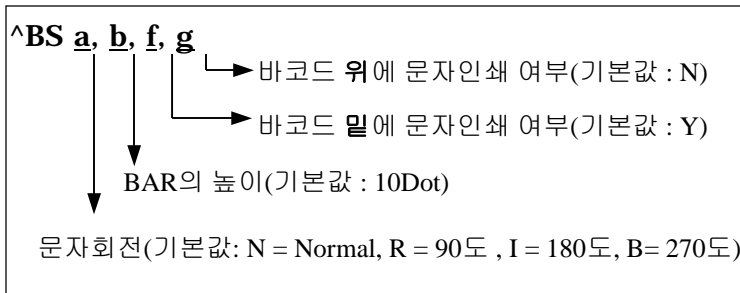 ^BS a, b, f, g
바코드 위에 문자인쇄 여부(기본값 : N)
바코드 밑에 문자인쇄 여부(기본값 : Y)
BAR의 높이(기본값 : 10Dot)
문자회전(기본값: N = Normal, R = 90도 , I = 180도, B= 270도)